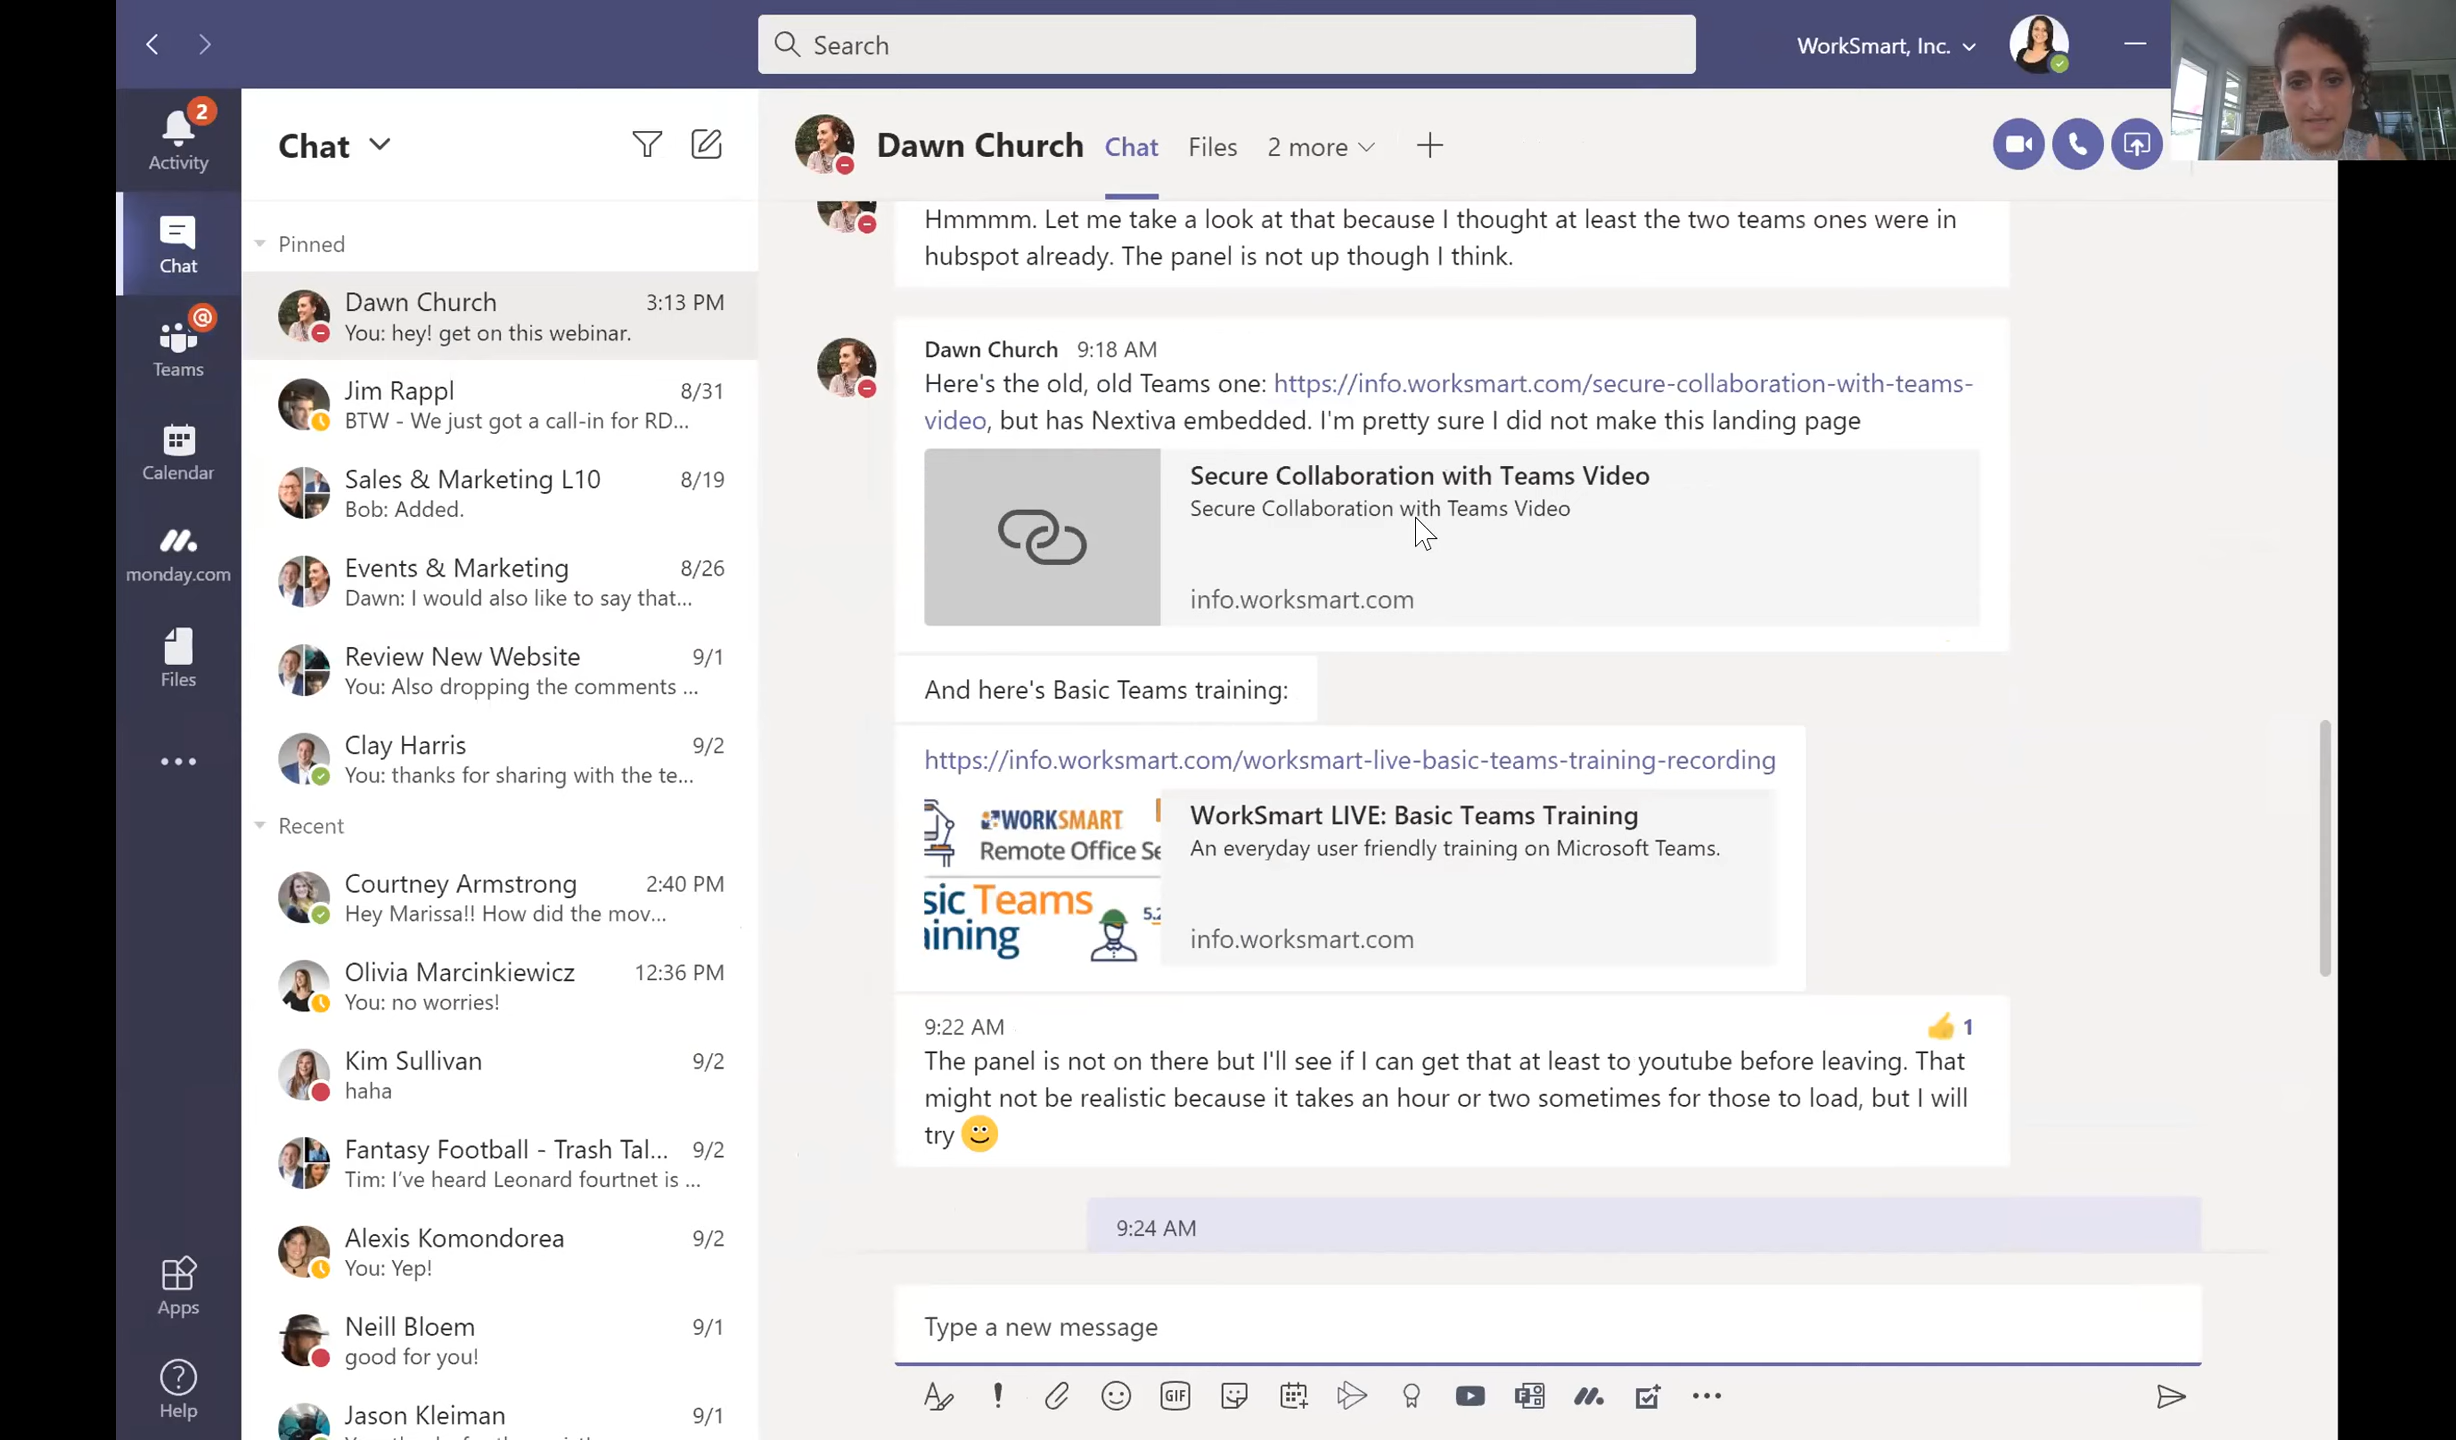 Search
WorkSmart, Inc.
2
Activity
Chat
Teams
Calendar
monday.com
Files
Apps
Help
Chat
Pinned
Dawn Church 3:13 PM
You: hey! get on this webinar.
Jim Rappl 8/31
BTW - We just got a call-in for RD...
Sales & Marketing L10 8/19
Bob: Added.
Events & Marketing 8/26
Dawn: I would also like to say that...
Review New Website 9/1
You: Also dropping the comments ...
Clay Harris 9/2
You: thanks for sharing with the te...
Recent
Courtney Armstrong 2:40 PM
Hey Marissa!! How did the mov...
Olivia Marcinkiewicz 12:36 PM
You: no worries!
Kim Sullivan 9/2
haha
Fantasy Football - Trash Tal... 9/2
Tim: I've heard Leonard fourtnet is ...
Alexis Komondorea 9/2
You: Yep!
Neill Bloem 9/1
good for you!
Jason Kleiman 9/1
Dawn Church Chat Files 2 more
Hmmmm. Let me take a look at that because I thought at least the two teams ones were in
hubspot already. The panel is not up though I think.
Dawn Church 9:18 AM
Here's the old, old Teams one: https://info.worksmart.com/secure-collaboration-with-teams-
video, but has Nextiva embedded. I'm pretty sure I did not make this landing page
Secure Collaboration with Teams Video
Secure Collaboration with Teams Video
info.worksmart.com
And here's Basic Teams training:
https://info.worksmart.com/worksmart-live-basic-teams-training-recording
WORKSMART
Remote Office Se
sic Teams
aining
5.2
WorkSmart LIVE: Basic Teams Training
An everyday user friendly training on Microsoft Teams.
info.worksmart.com
9:22 AM
1
The panel is not on there but I'll see if I can get that at least to youtube before leaving. That
might not be realistic because it takes an hour or two sometimes for those to load, but I will
try
9:24 AM
Type a new message
GIF